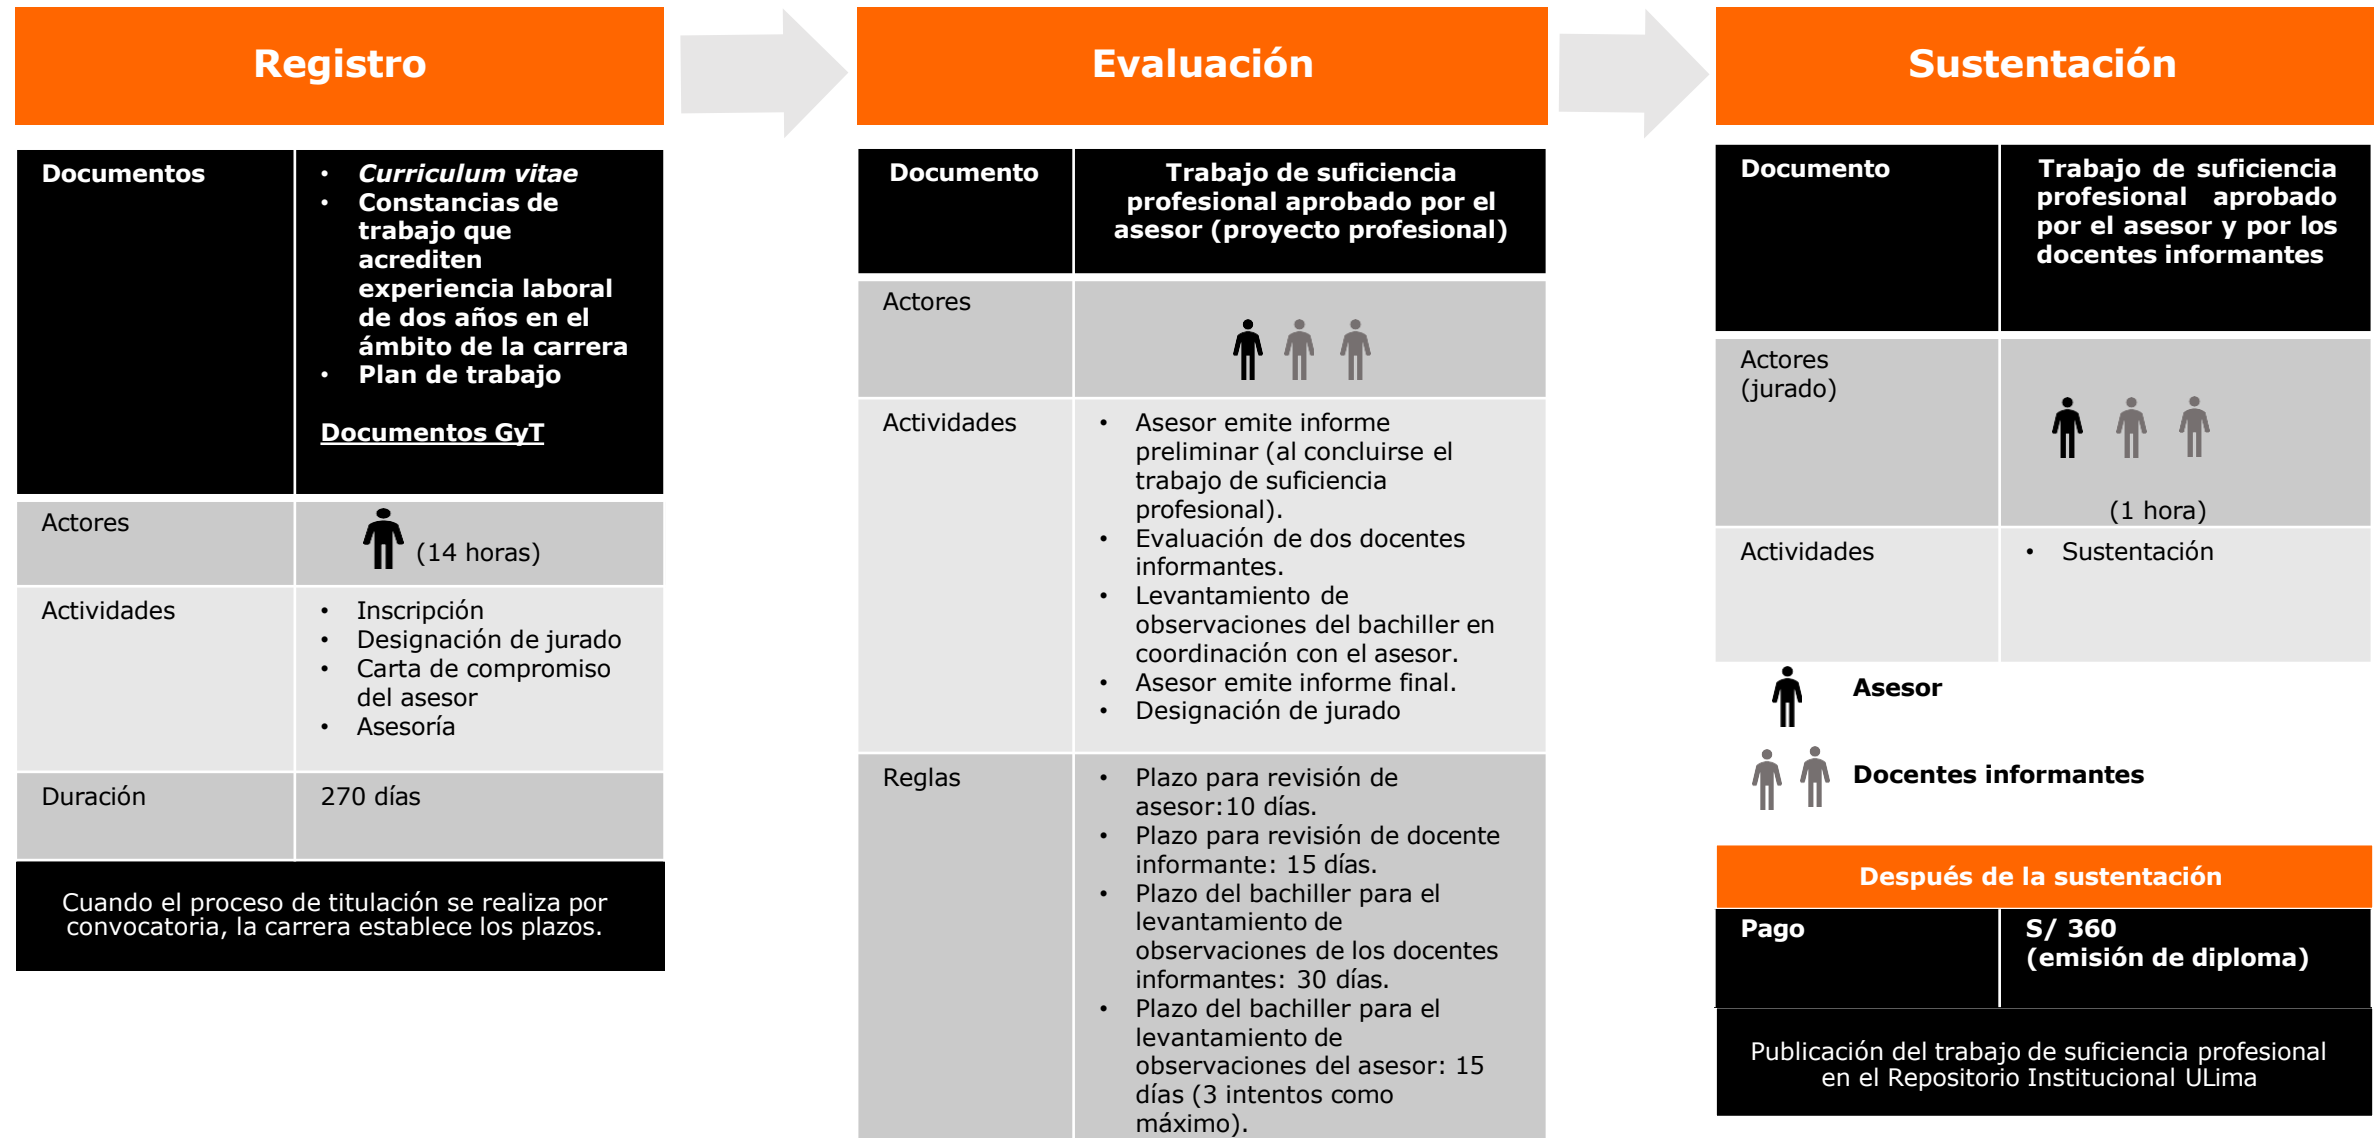 Registro
Documentos
• Curriculum vitae
• Constancias de
trabajo que
acrediten
experiencia laboral
de dos años en el
ámbito de la carrera
• Plan de trabajo
Documentos GyT
Actores
(14 horas)
Actividades
• Inscripción
• Designación de jurado
• Carta de compromiso
del asesor
• Asesoría
Duración
270 días
Cuando el proceso de titulación se realiza por
convocatoria, la carrera establece los plazos.
Evaluación
Documento
Trabajo de suficiencia
profesional aprobado por el
asesor (proyecto profesional)
Actores
Actividades
• Asesor emite informe
preliminar (al concluirse el
trabajo de suficiencia
profesional).
• Evaluación de dos docentes
informantes.
• Levantamiento de
observaciones del bachiller en
coordinación con el asesor.
• Asesor emite informe final.
• Designación de jurado
Reglas
• Plazo para revisión de
asesor:10 días.
• Plazo para revisión de docente
informante: 15 días.
• Plazo del bachiller para el
levantamiento de
observaciones de los docentes
informantes: 30 días.
• Plazo del bachiller para el
levantamiento de
observaciones del asesor: 15
días (3 intentos como
máximo).
Sustentación
Documento
Trabajo de suficiencia
profesional aprobado
por el asesor y por los
docentes informantes
Actores
(jurado)
(1 hora)
Actividades
• Sustentación
Asesor
Docentes informantes
Después de la sustentación
Pago
S/ 360
(emisión de diploma)
Publicación del trabajo de suficiencia profesional
en el Repositorio Institucional ULima